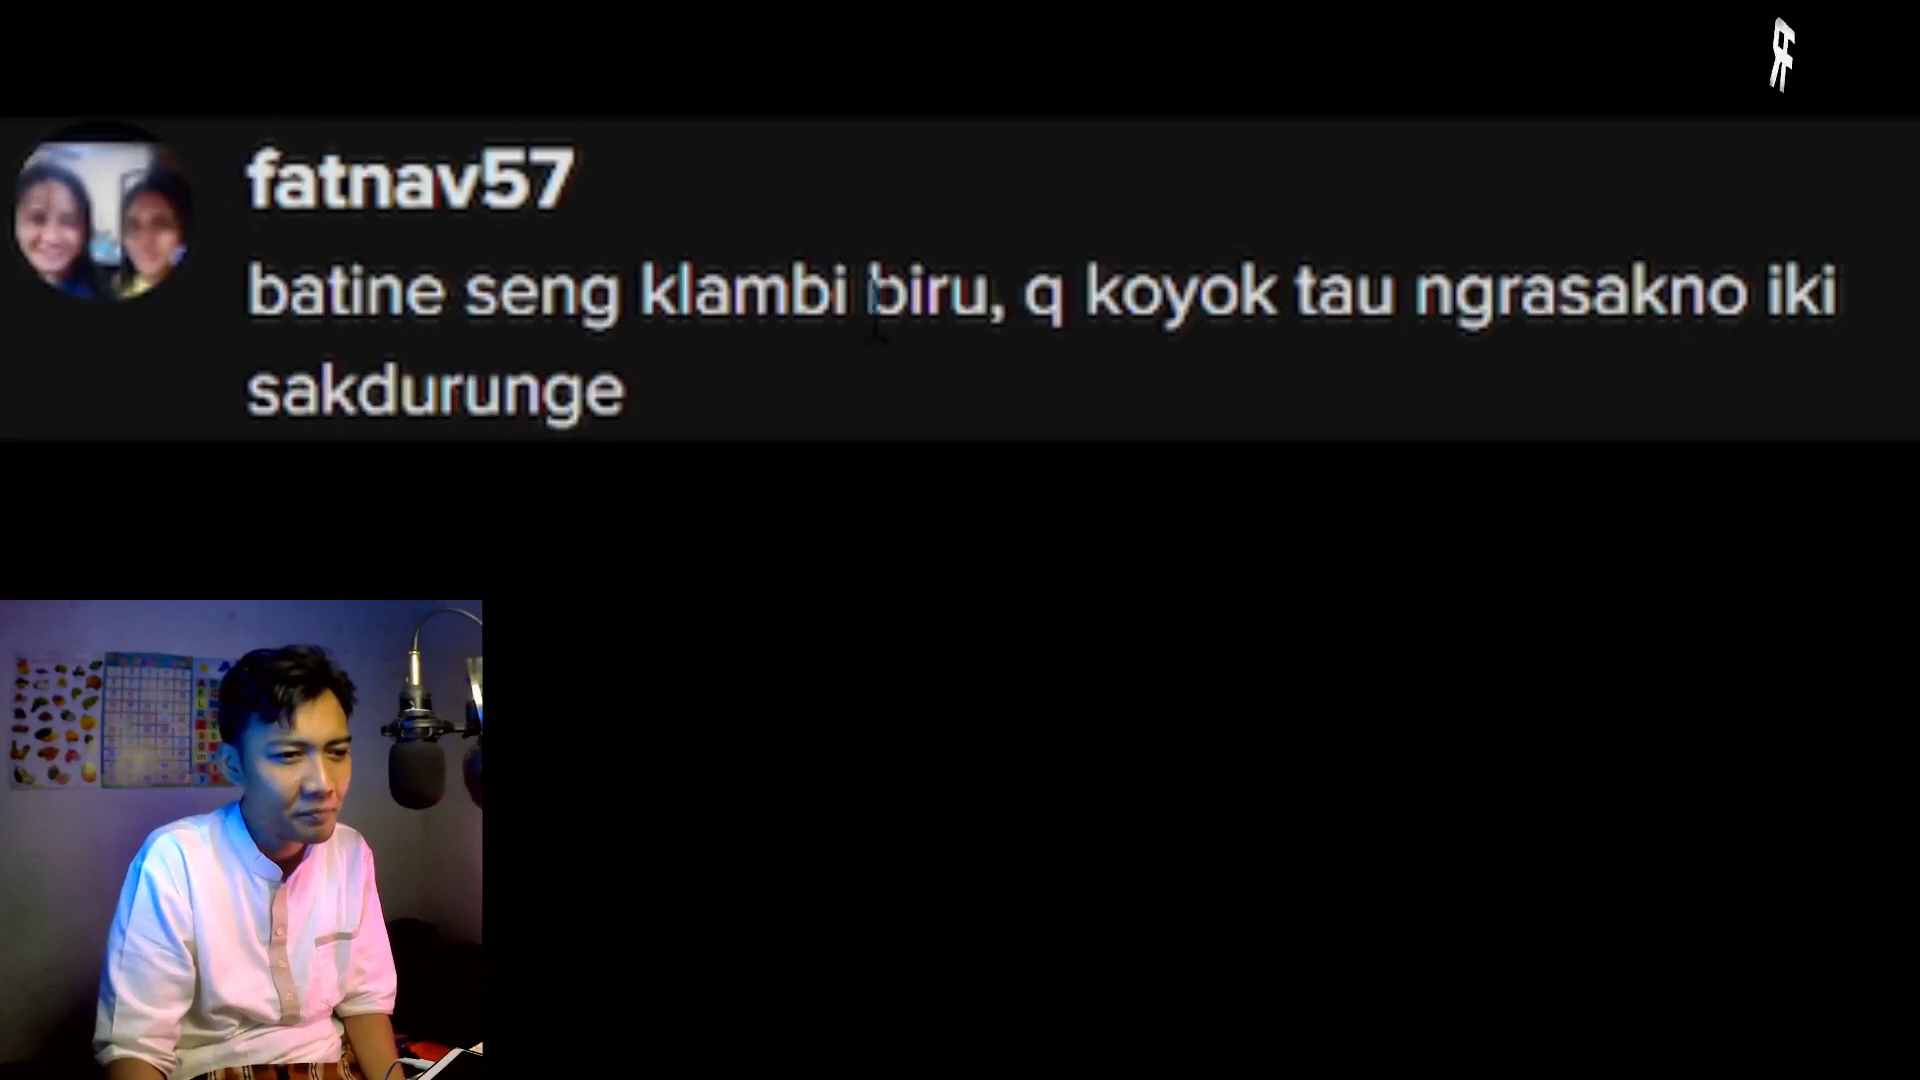 fatnav57
batine seng klambi biru, q koyok tau ngrasakno iki
sakdurunge